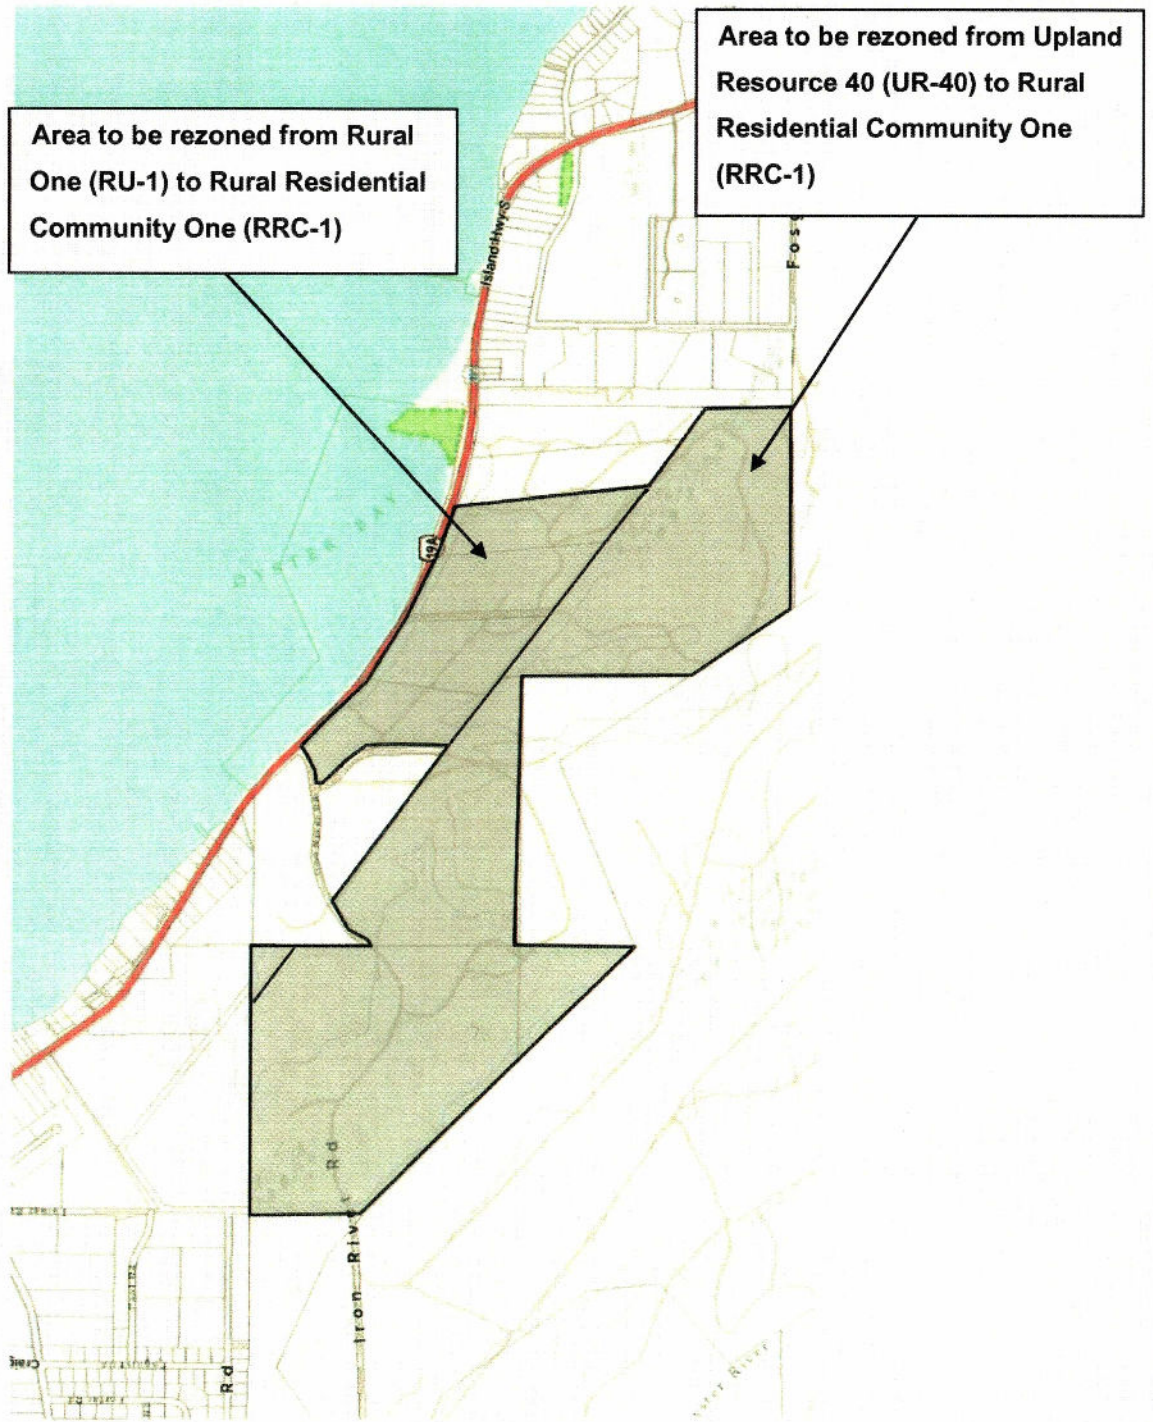 Area to be rezoned from Upland
Resource 40 (UR-40) to Rural
Residential Community One
(RRC-1)
Area to be rezoned from Rural
One (RU-1) to Rural Residential
Community One (RRC-1)
Island Hwy S
Fos
19A
OYSTER BAY
Rd
Iron River
Craig
Rd